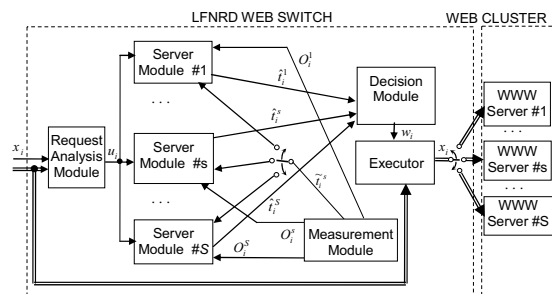 LFNRD WEB SWITCH
WEB CLUSTER
Server
Module #1
O_i^1
t̂_i^1
Decision
Module
WWW
Server #1
. . .
t̂_i^s
x_i
Request
Analysis
Module
u_i
Server
Module #s
w_i
Executor
x_i
. . .
WWW
Server #s
t̃_i^s
. . .
t̂_i^S
. . .
Server
Module #S
O_i^s
O_i^S
Measurement
Module
WWW
Server #S